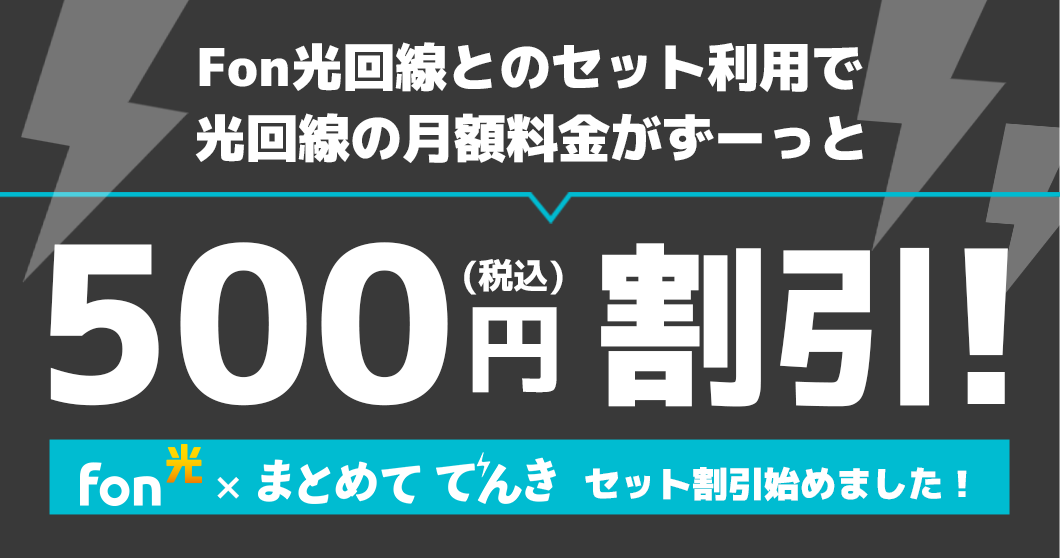 Fon光回線とのセット利用で
光回線の月額料金がずーっと
500円(税込)割引!
fon光 × まとめて でんき セット割引始めました！